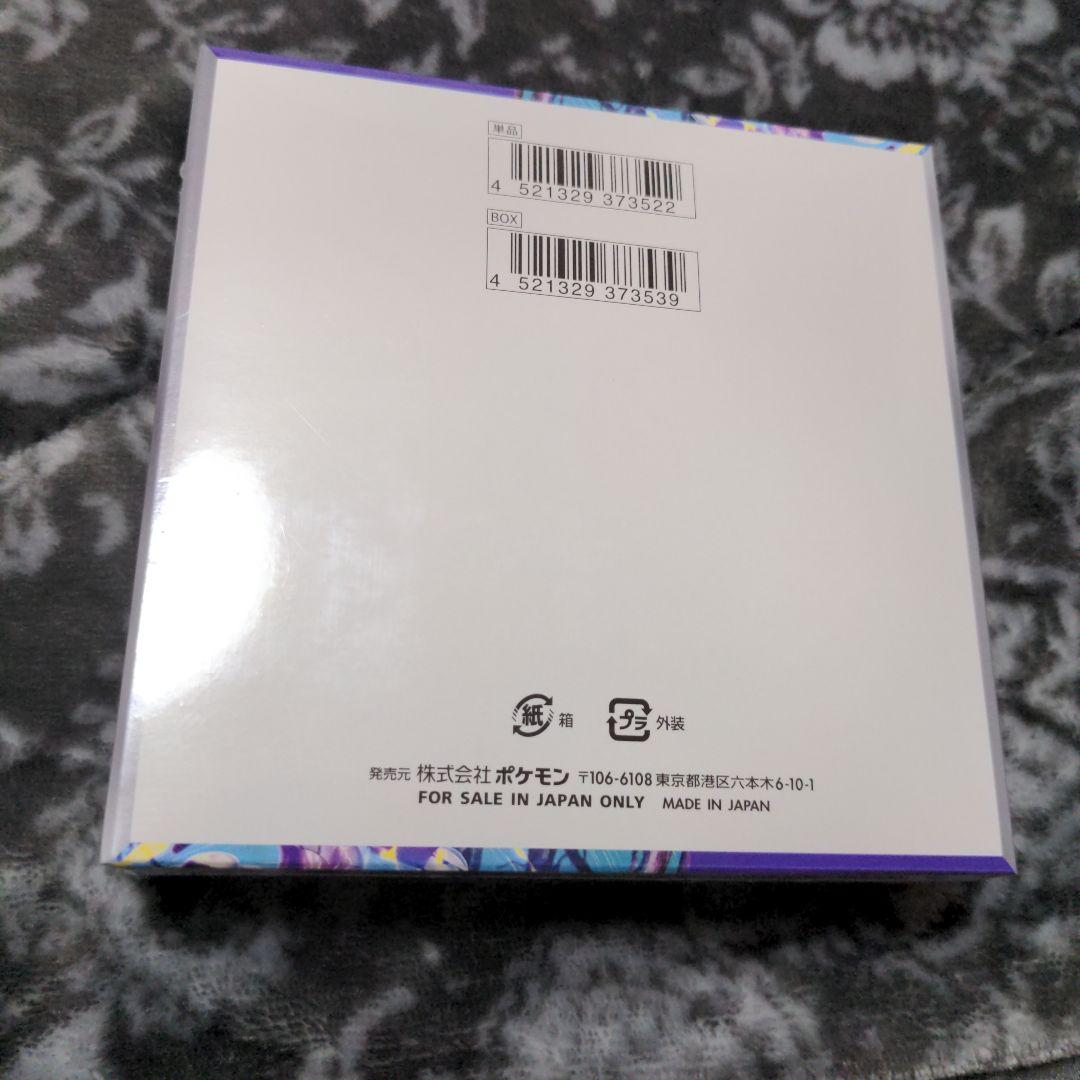 単品
4 521329 373522
BOX
4 521329 373539
紙 箱
プラ 外装
発売元 株式会社 ポケモン 〒106-6108 東京都港区六本木6-10-1
FOR SALE IN JAPAN ONLY MADE IN JAPAN